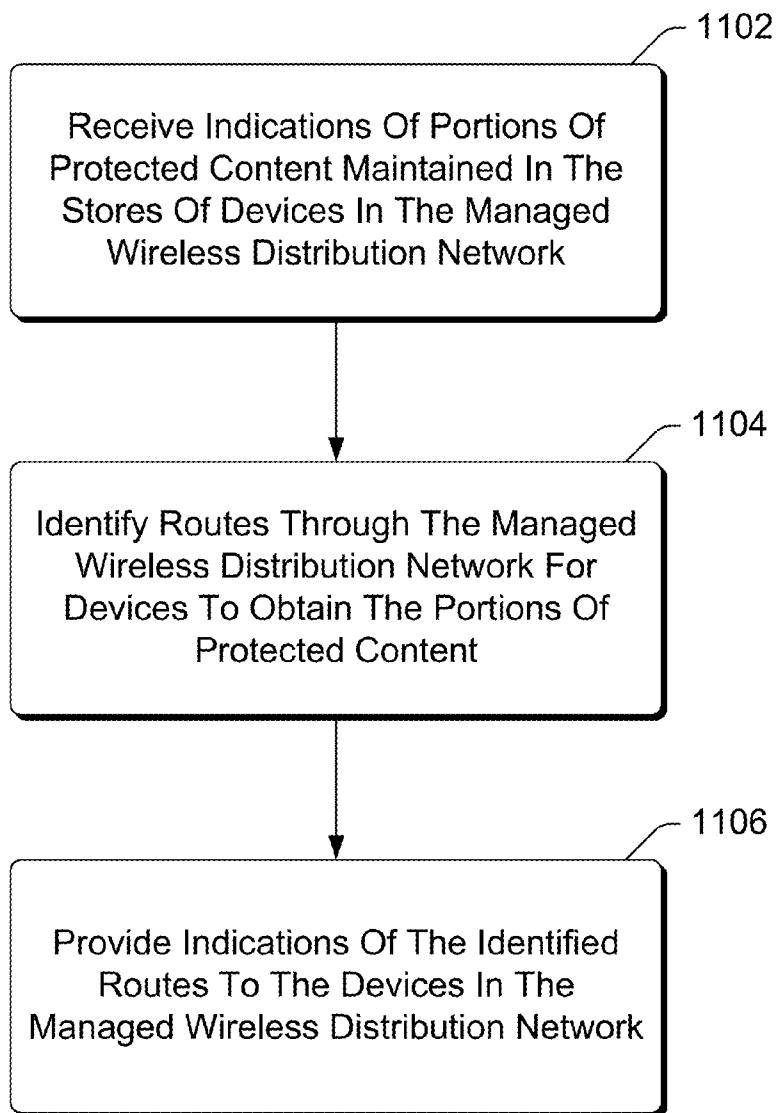 1102
Receive Indications Of Portions Of
Protected Content Maintained In The
Stores Of Devices In The Managed
Wireless Distribution Network
1104
Identify Routes Through The Managed
Wireless Distribution Network For
Devices To Obtain The Portions Of
Protected Content
1106
Provide Indications Of The Identified
Routes To The Devices In The
Managed Wireless Distribution Network